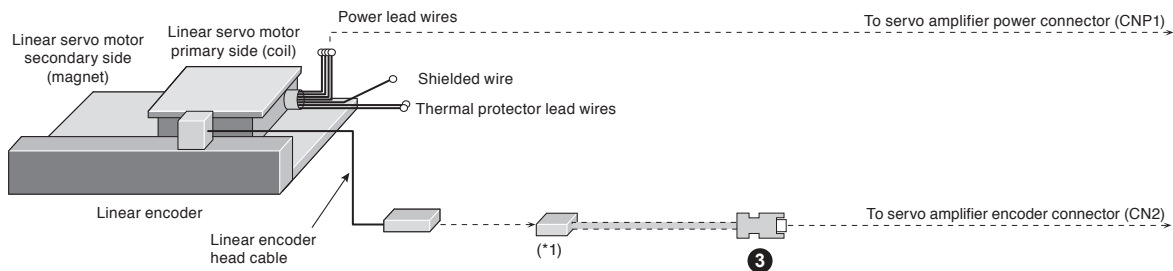 Power lead wires
To servo amplifier power connector (CNP1)
Linear servo motor
secondary side
(magnet)
Linear servo motor
primary side (coil)
Shielded wire
Thermal protector lead wires
Linear encoder
Linear encoder
head cable
(*1)
3
To servo amplifier encoder connector (CN2)